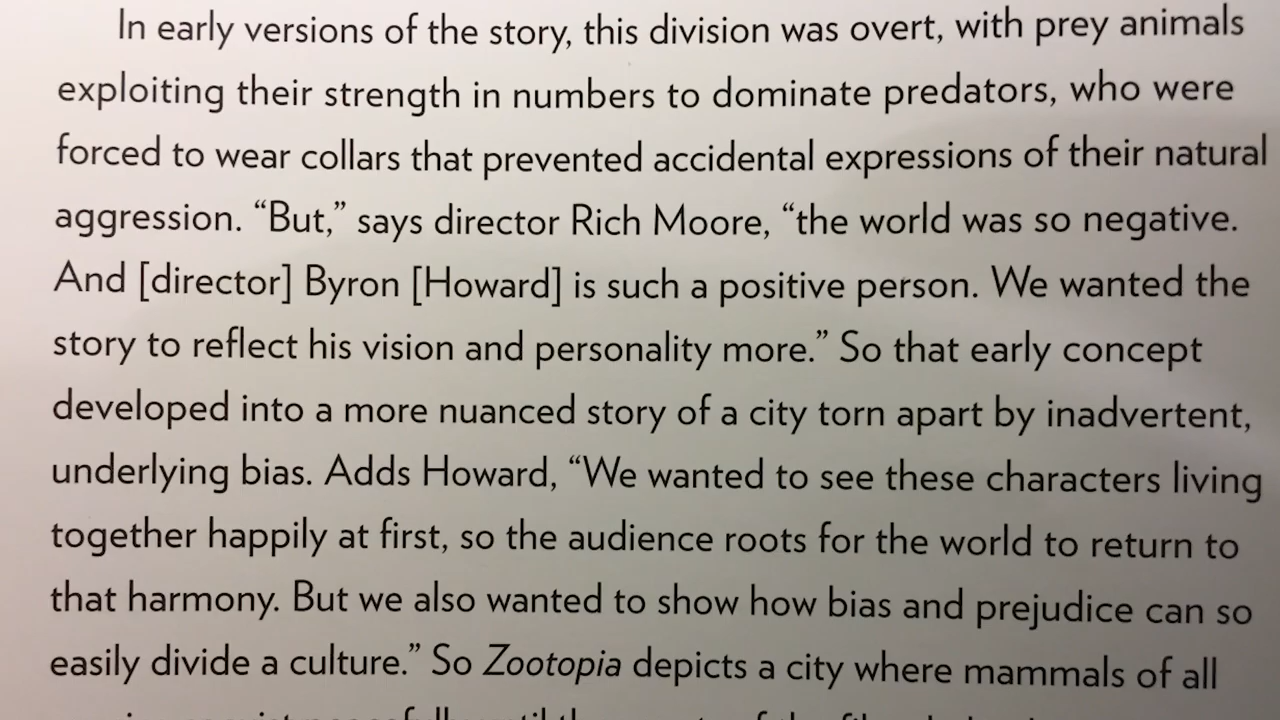 In early versions of the story, this division was overt, with prey animals
exploiting their strength in numbers to dominate predators, who were
forced to wear collars that prevented accidental expressions of their natural
aggression. “But,” says director Rich Moore, “the world was so negative.
And [director] Byron [Howard] is such a positive person. We wanted the
story to reflect his vision and personality more.” So that early concept
developed into a more nuanced story of a city torn apart by inadvertent,
underlying bias. Adds Howard, “We wanted to see these characters living
together happily at first, so the audience roots for the world to return to
that harmony. But we also wanted to show how bias and prejudice can so
easily divide a culture.” So Zootopia depicts a city where mammals of all